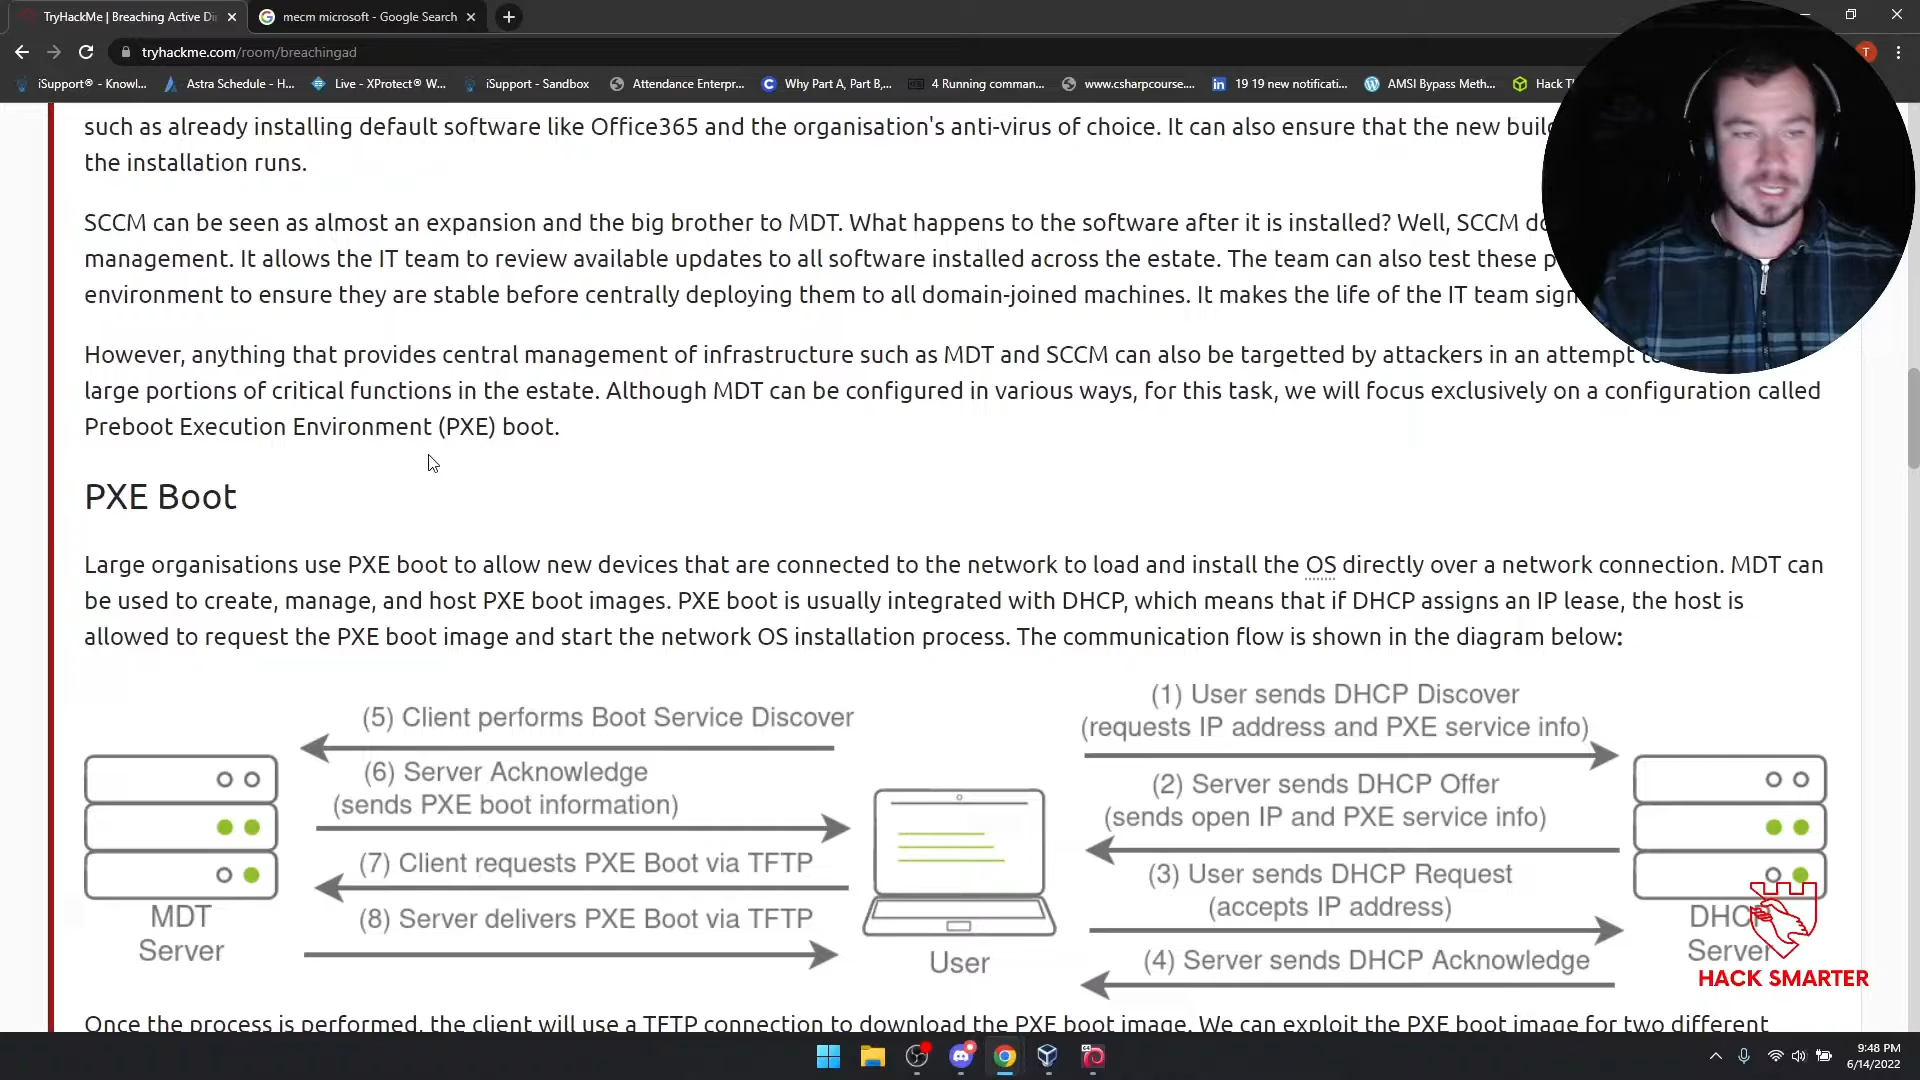 TryHackMe | Breaching Active Di
mecm microsoft - Google Search
tryhackme.com/room/breachingad
T
iSupport® - Knowl...
Astra Schedule - H...
Live - XProtect® W...
iSupport - Sandbox
Attendance Enterpr...
Why Part A, Part B,...
4 Running comman...
www.csharpcourse....
19 19 new notificati...
AMSI Bypass Meth...
Hack T
such as already installing default software like Office365 and the organisation's anti-virus of choice. It can also ensure that the new buil
the installation runs.
SCCM can be seen as almost an expansion and the big brother to MDT. What happens to the software after it is installed? Well, SCCM do
management. It allows the IT team to review available updates to all software installed across the estate. The team can also test these p
environment to ensure they are stable before centrally deploying them to all domain-joined machines. It makes the life of the IT team sign
However, anything that provides central management of infrastructure such as MDT and SCCM can also be targetted by attackers in an attempt to
large portions of critical functions in the estate. Although MDT can be configured in various ways, for this task, we will focus exclusively on a configuration called
Preboot Execution Environment (PXE) boot.
PXE Boot
Large organisations use PXE boot to allow new devices that are connected to the network to load and install the OS directly over a network connection. MDT can
be used to create, manage, and host PXE boot images. PXE boot is usually integrated with DHCP, which means that if DHCP assigns an IP lease, the host is
allowed to request the PXE boot image and start the network OS installation process. The communication flow is shown in the diagram below:
(5) Client performs Boot Service Discover
(6) Server Acknowledge
(sends PXE boot information)
(7) Client requests PXE Boot via TFTP
(8) Server delivers PXE Boot via TFTP
MDT
Server
User
(1) User sends DHCP Discover
(requests IP address and PXE service info)
(2) Server sends DHCP Offer
(sends open IP and PXE service info)
(3) User sends DHCP Request
(accepts IP address)
(4) Server sends DHCP Acknowledge
DHCP
Server
HACK SMARTER
Once the process is performed, the client will use a TFTP connection to download the PXE boot image. We can exploit the PXE boot image for two different
9:48 PM
6/14/2022